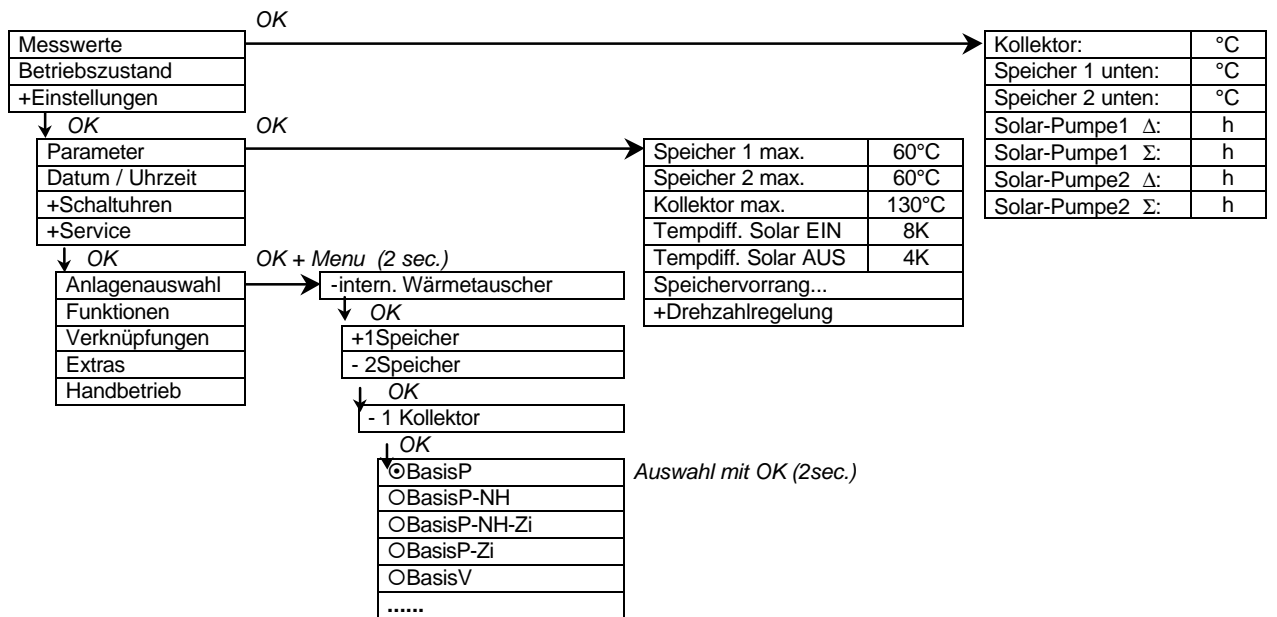 OK
Messwerte
Betriebszustand
+Einstellungen
Kollektor: °C
Speicher 1 unten: °C
Speicher 2 unten: °C
Solar-Pumpe1 Δ: h
Solar-Pumpe1 Σ: h
Solar-Pumpe2 Δ: h
Solar-Pumpe2 Σ: h
OK OK
Parameter
Datum / Uhrzeit
+Schaltuhren
+Service
Speicher 1 max. 60°C
Speicher 2 max. 60°C
Kollektor max. 130°C
Tempdiff. Solar EIN 8K
Tempdiff. Solar AUS 4K
Speichervorrang...
+Drehzahlregelung
OK OK + Menu (2 sec.)
Anlagenauswahl
Funktionen
Verknüpfungen
Extras
Handbetrieb
-intern. Wärmetauscher
OK
+1Speicher
- 2Speicher
OK
- 1 Kollektor
OK
⊙BasisP Auswahl mit OK (2sec.)
○BasisP-NH
○BasisP-NH-Zi
○BasisP-Zi
○BasisV
......